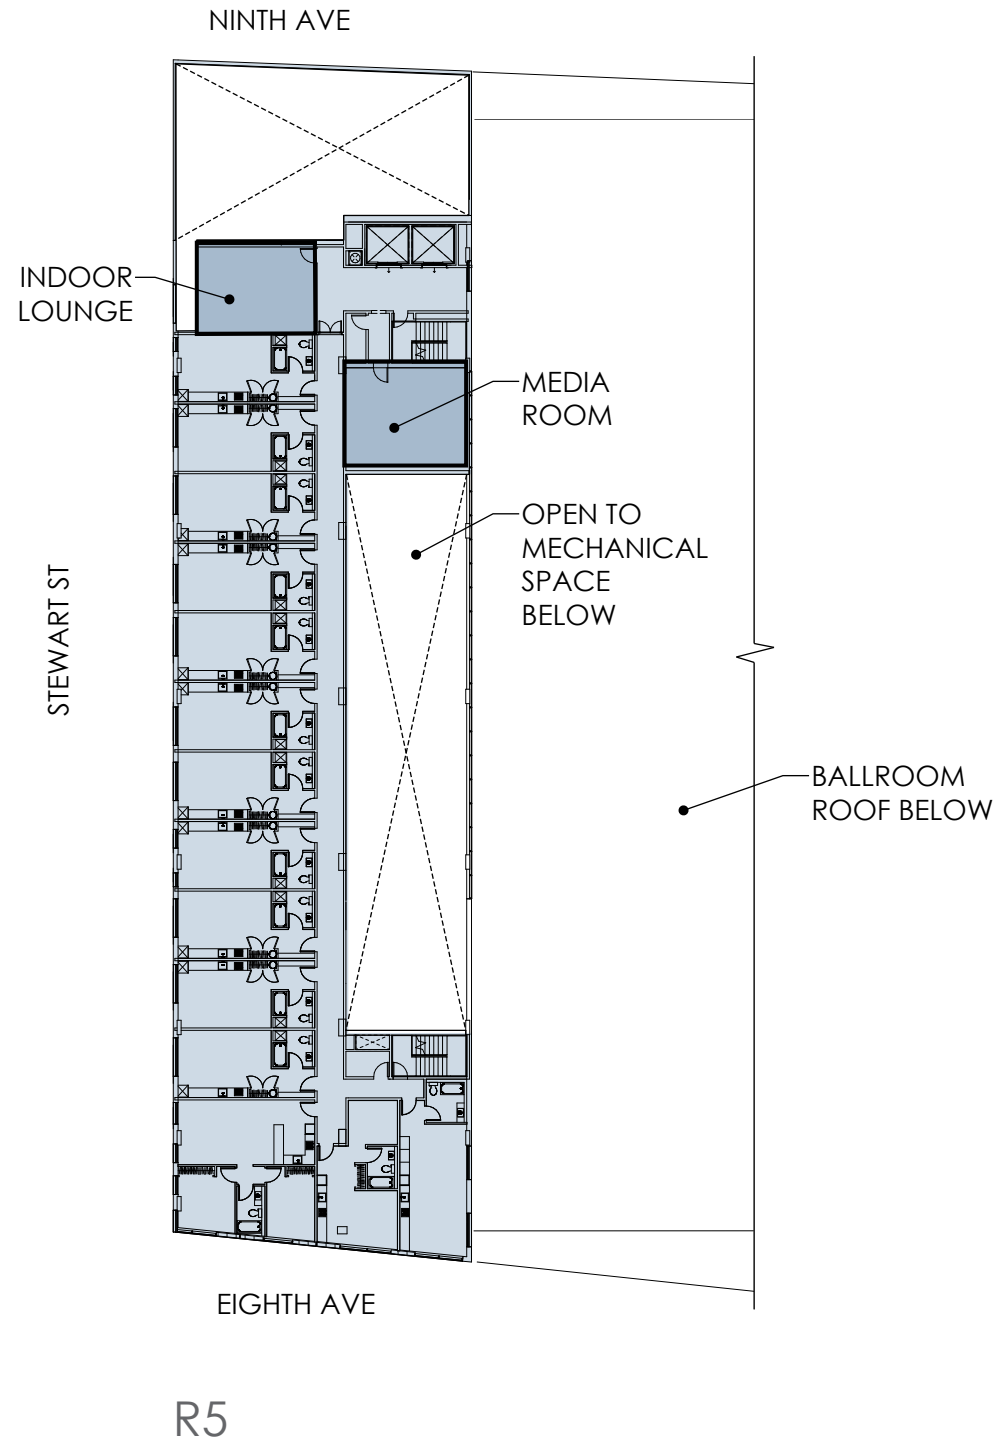 NINTH AVE
INDOOR
LOUNGE
MEDIA
ROOM
OPEN TO
MECHANICAL
SPACE
BELOW
STEWART ST
BALLROOM
ROOF BELOW
EIGHTH AVE
R5